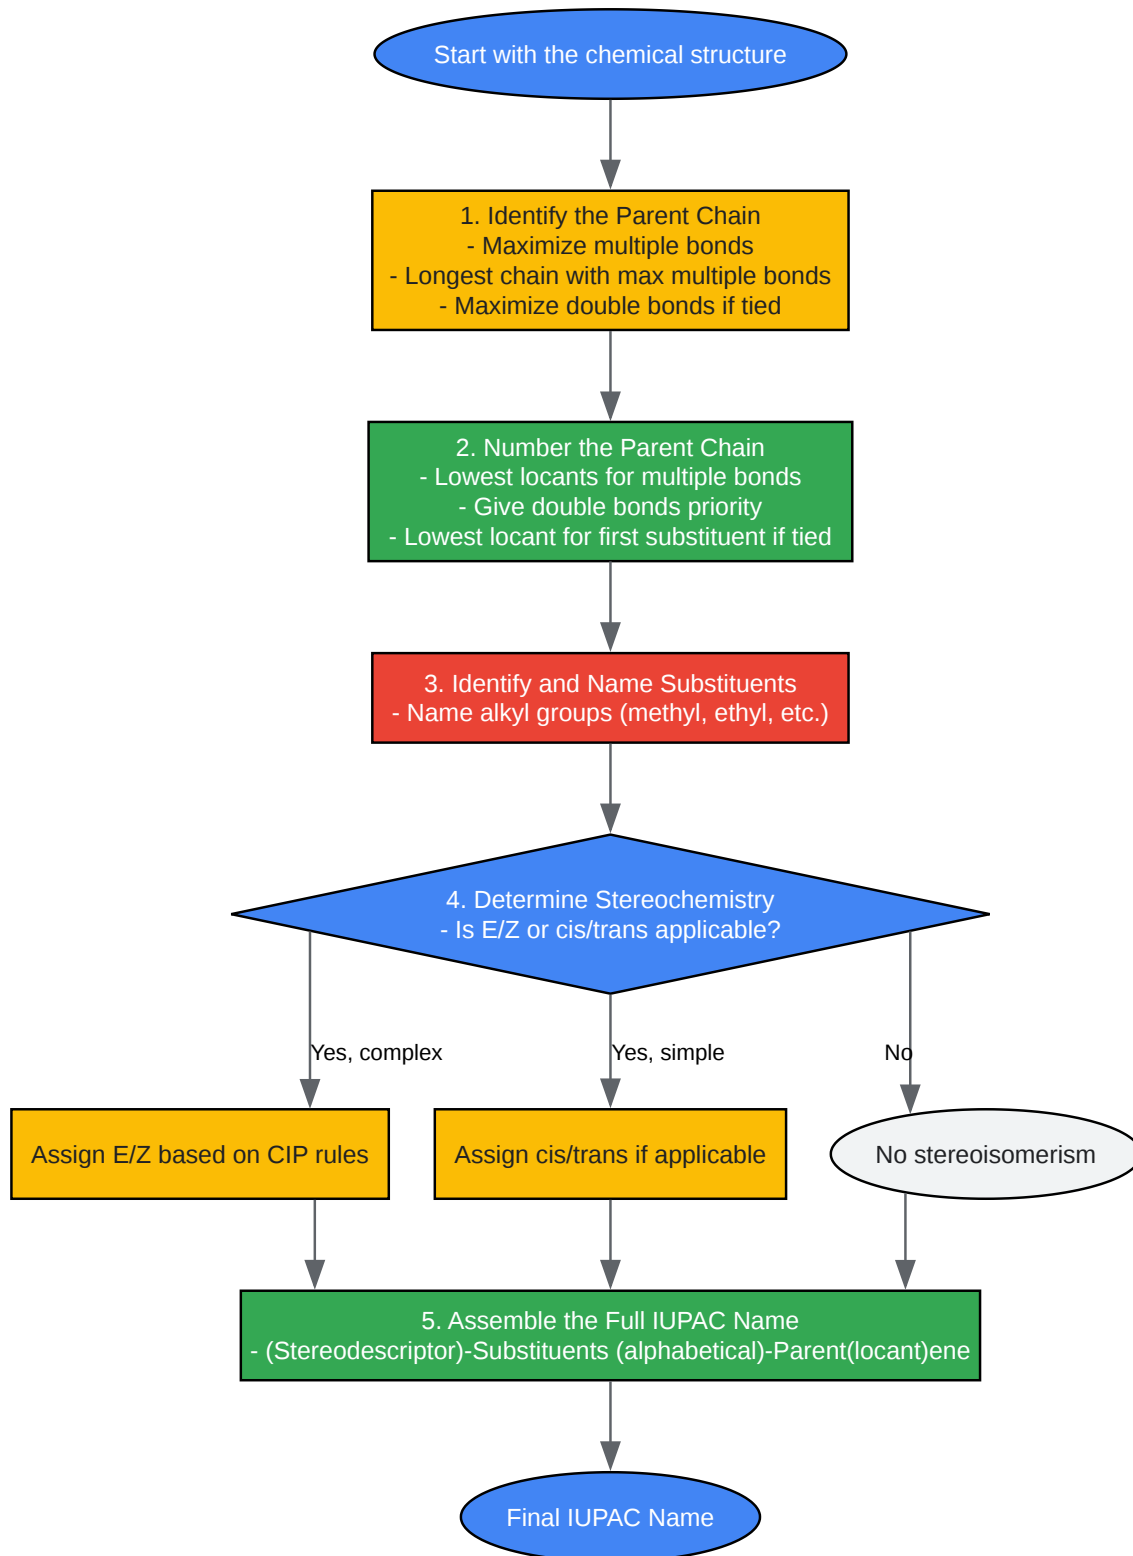 Start with the chemical structure
1. Identify the Parent Chain
- Maximize multiple bonds
- Longest chain with max multiple bonds
- Maximize double bonds if tied
2. Number the Parent Chain
- Lowest locants for multiple bonds
- Give double bonds priority
- Lowest locant for first substituent if tied
3. Identify and Name Substituents
- Name alkyl groups (methyl, ethyl, etc.)
4. Determine Stereochemistry
- Is E/Z or cis/trans applicable?
Yes, complex
Yes, simple
No
Assign E/Z based on CIP rules
Assign cis/trans if applicable
No stereoisomerism
5. Assemble the Full IUPAC Name
- (Stereodescriptor)-Substituents (alphabetical)-Parent(locant)ene
Final IUPAC Name